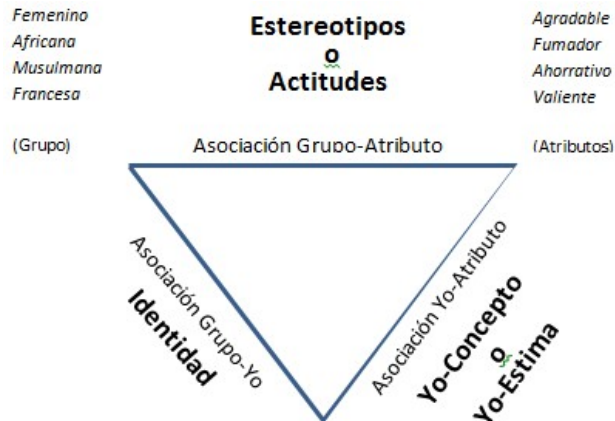 Femenino
Africana
Musulmana
Francesa
(Grupo)
Estereotipos
o
Actitudes
Agradable
Fumador
Ahorrativo
Valiente
(Atributos)
Asociación Grupo-Atributo
Asociación Grupo-Yo
Identidad
Asociación Yo-Atributo
Yo-Concepto
o
Yo-Estima